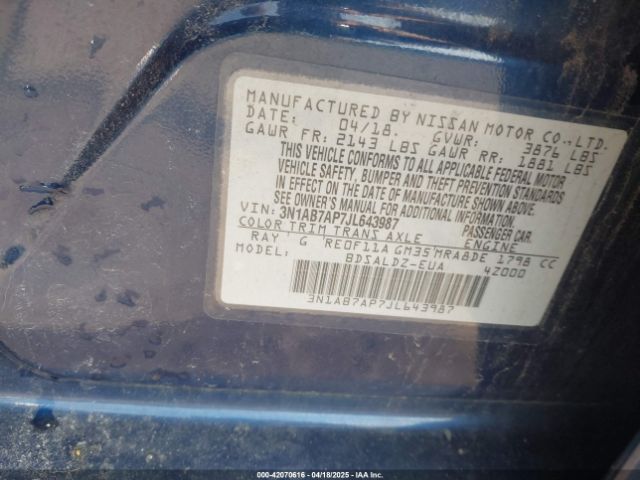 MANUFACTURED BY NISSAN MOTOR CO.,LTD.
DATE: 04/18. GVWR: 3876 LBS
GAWR FR: 2143 LBS GAWR RR: 1881 LBS
THIS VEHICLE CONFORMS TO ALL APPLICABLE FEDERAL MOTOR
VEHICLE SAFETY, BUMPER AND THEFT PREVENTION STANDARDS
IN EFFECT ON THE DATE OF MANUFACTURE SHOWN ABOVE.
SEE OWNER'S MANUAL FOR ADDITIONAL INFORMATION.
VIN: 3N1AB7AP7JL643987 PASSENGER CAR.
COLOR TRIM TRANS AXLE ENGINE
RAY G RE0F11A GM35 MRA8DE 1798 CC
MODEL: BDSALDZ-EUA 4Z000
3N1AB7AP7JL643987
000-42070616 - 04/18/2025 - IAA Inc.